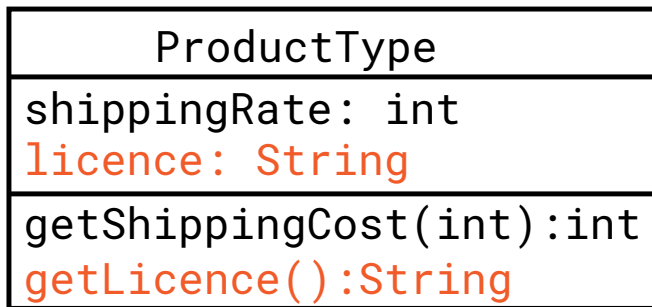 ProductType
shippingRate: int
licence: String
getShippingCost(int):int
getLicence():String